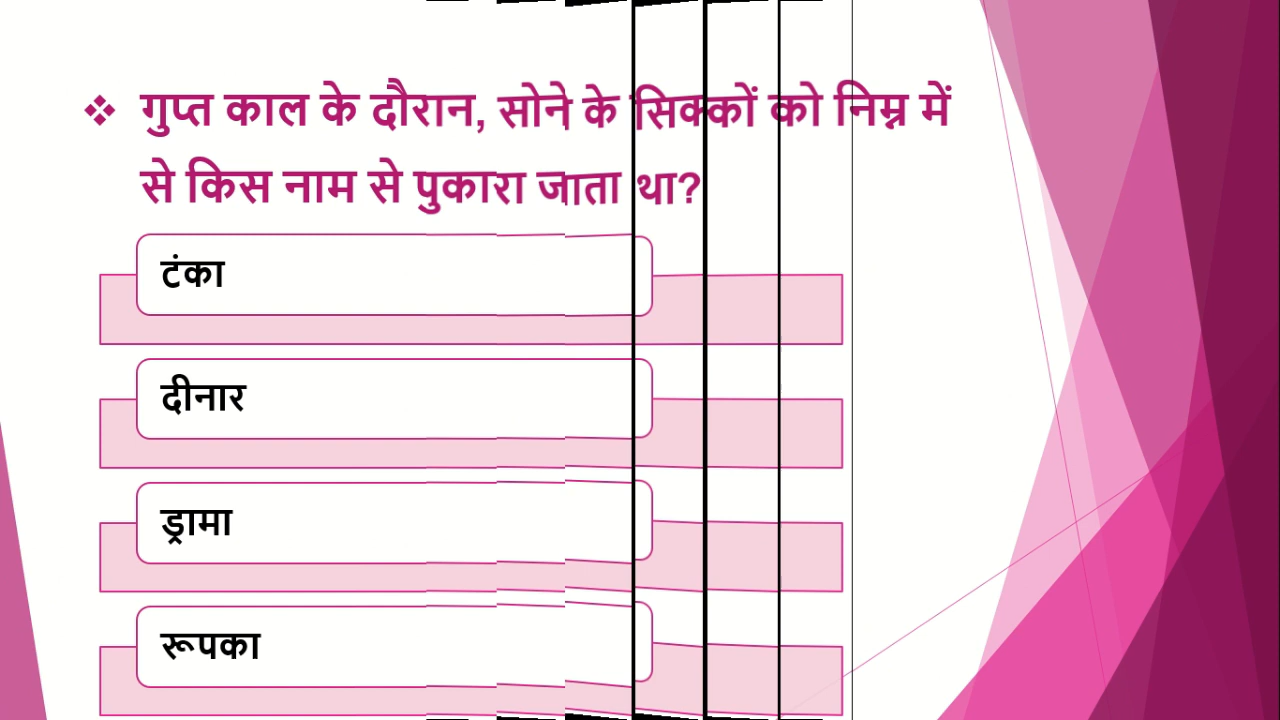 ❖ गुप्त काल के दौरान, सोने के सिक्कों को निम्न में
से किस नाम से पुकारा जाता था?
टंका
दीनार
ड्रामा
रूपका